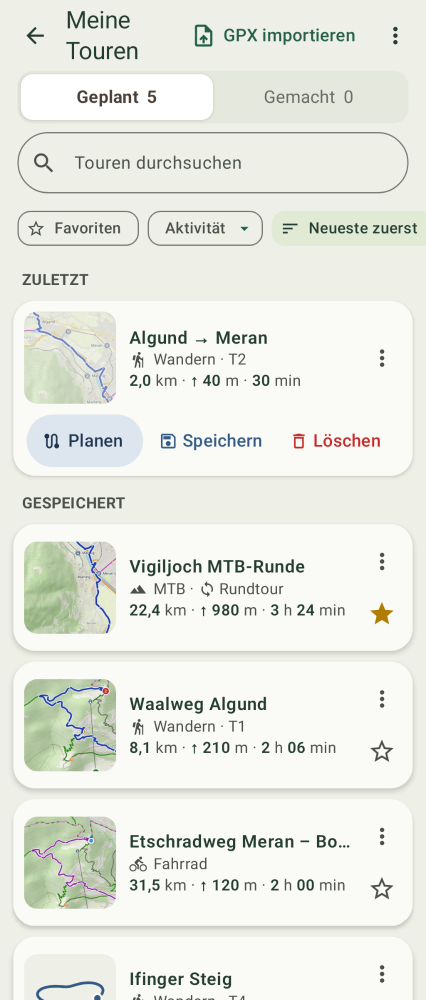 Meine
Touren
GPX importieren
Geplant 5
Gemacht 0
Touren durchsuchen
Favoriten
Aktivität
Neueste zuerst
ZULETZT
Algund → Meran
Wandern · T2
2,0 km · ↑ 40 m · 30 min
Planen
Speichern
Löschen
GESPEICHERT
Vigiljoch MTB-Runde
MTB · Rundtour
22,4 km · ↑ 980 m · 3 h 24 min
Waalweg Algund
Wandern · T1
8,1 km · ↑ 210 m · 2 h 06 min
Etschradweg Meran – Bo…
Fahrrad
31,5 km · ↑ 120 m · 2 h 00 min
Ifinger Steig
Wandern · T4